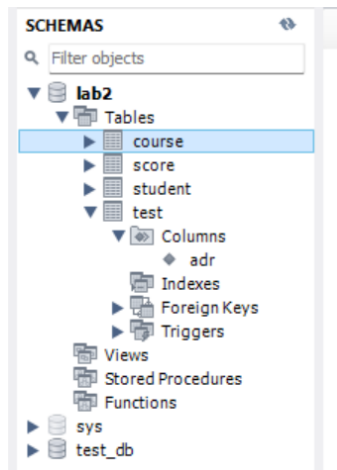 SCHEMAS
Filter objects
lab2
Tables
course
score
student
test
Columns
adr
Indexes
Foreign Keys
Triggers
Views
Stored Procedures
Functions
sys
test_db